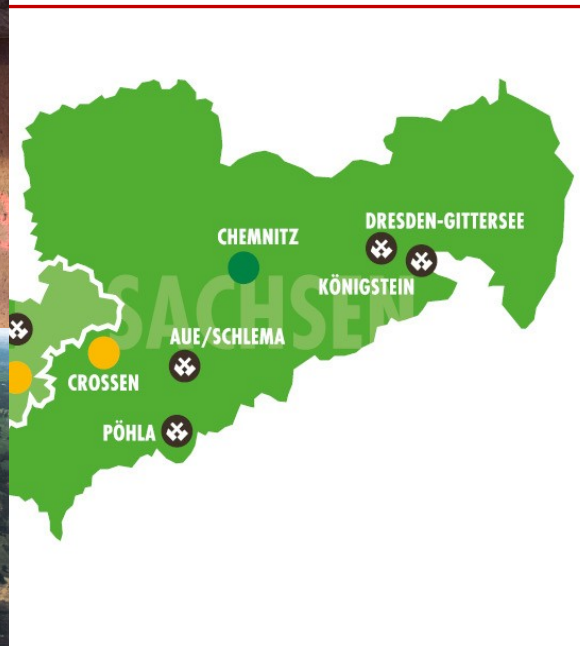 DRESDEN-GITTERSEE
CHEMNITZ
KÖNIGSTEIN
SACHSEN
AUE/SCHLEMA
CROSSEN
PÖHLA